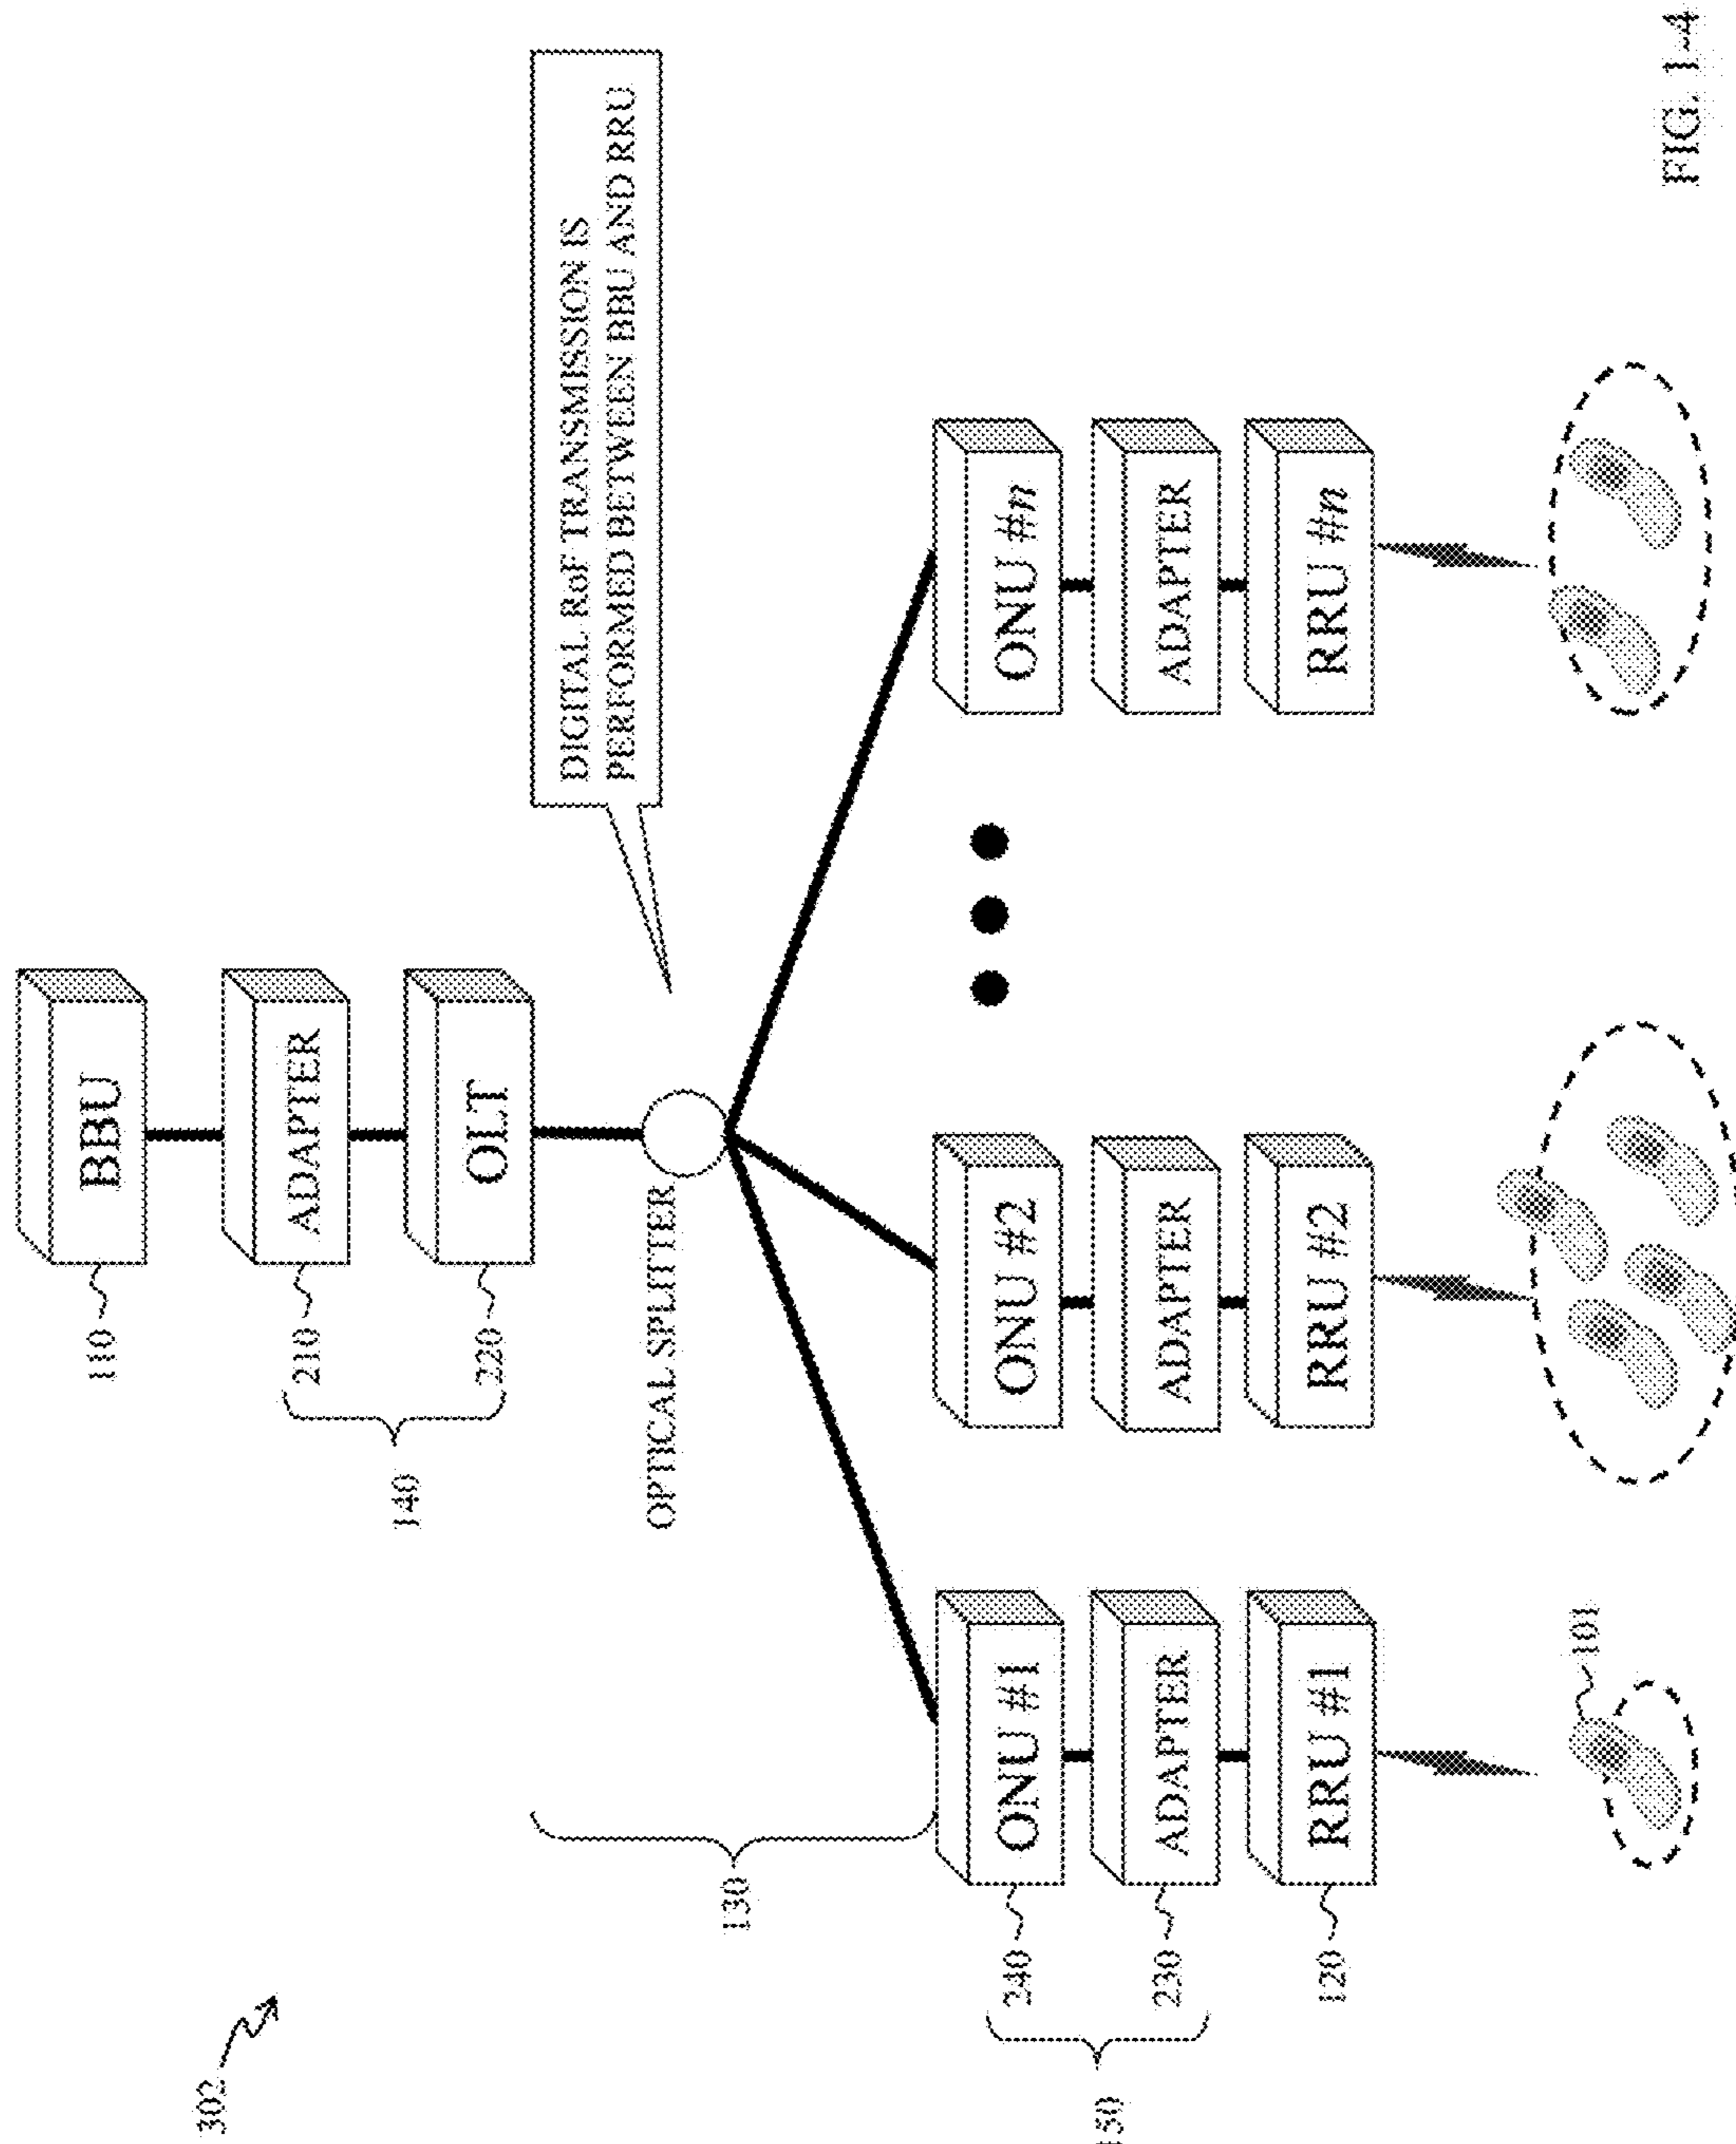 302
110
BBU
210
ADAPTER
140
220
OLT
OPTICAL SPLITTER
DIGITAL RoF TRANSMISSION IS
PERFORMED BETWEEN BBU AND RRU
130
240
ONU #1
ONU #2
ONU #n
150
230
ADAPTER
ADAPTER
ADAPTER
120
RRU #1
RRU #2
RRU #n
101
FIG. 1-4